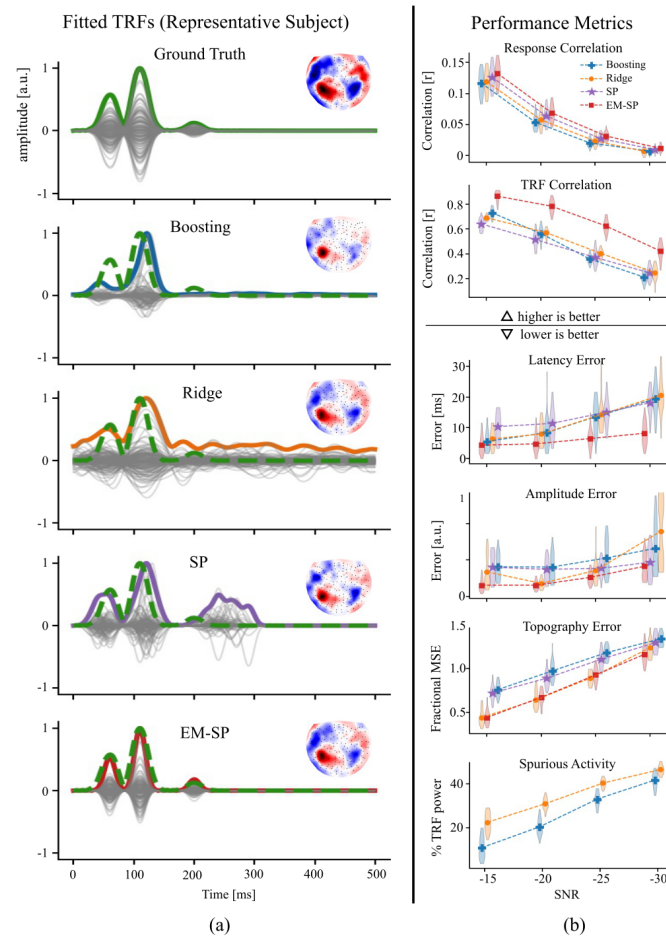 Fitted TRFs (Representative Subject)
Ground Truth
amplitude [a.u.]
1
0
-1
Boosting
1
0
1
Ridge
1
0
-1
SP
1
0
-1
EM-SP
1
0
-1
0
100
200
300
400
500
Time [ms]
(a)
Performance Metrics
Response Correlation
Correlation [r]
0.15
0.1
0.05
0
Boosting
Ridge
SP
EM-SP
TRF Correlation
Correlation [r]
0.8
0.6
0.4
0.2
higher is better
lower is better
Latency Error
Error [ms]
30
20
10
0
Amplitude Error
Error [a.u.]
1
0
Topography Error
Fractional MSE
1.5
1.0
0.5
Spurious Activity
% TRF power
40
20
-15
-20
-25
-30
SNR
(b)